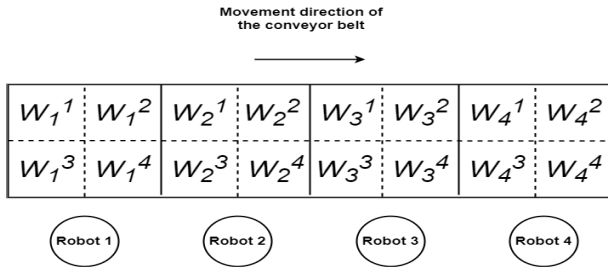 Movement direction of
the conveyor belt
W₁¹ W₁² W₂¹ W₂² W₃¹ W₃² W₄¹ W₄²
W₁³ W₁⁴ W₂³ W₂⁴ W₃³ W₃⁴ W₄³ W₄⁴
Robot 1 Robot 2 Robot 3 Robot 4